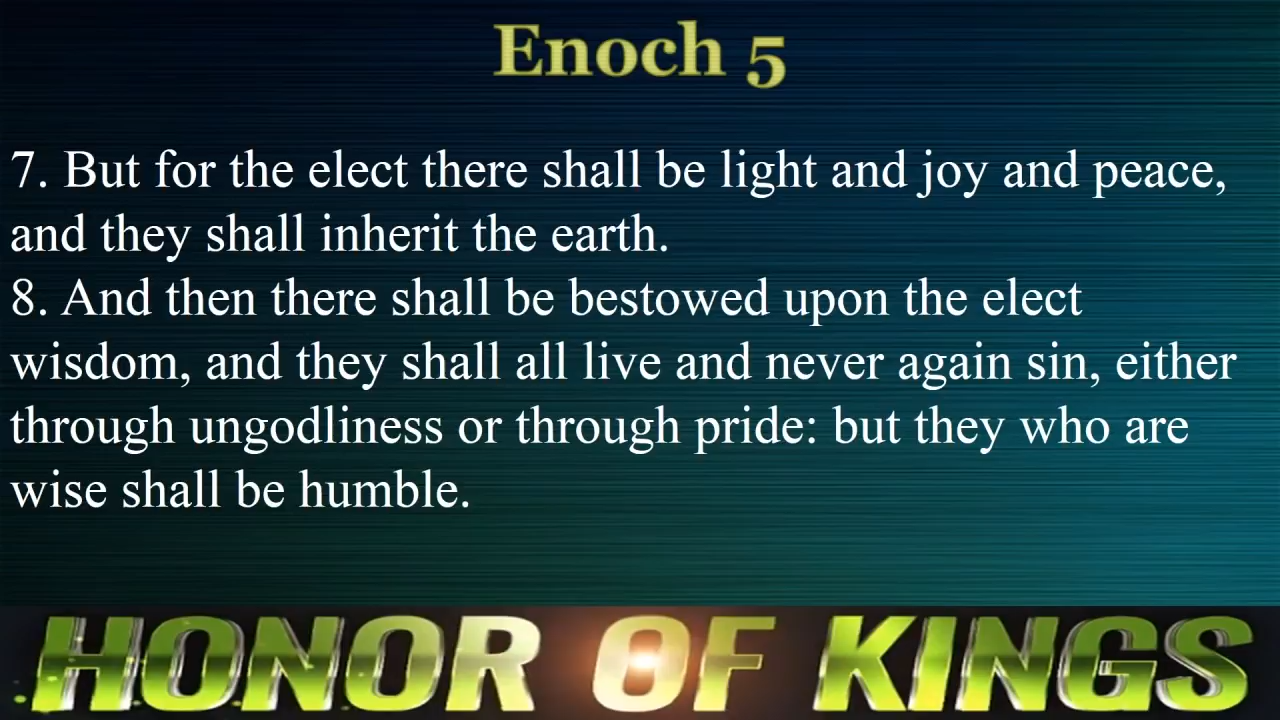 Enoch 5
7. But for the elect there shall be light and joy and peace,
and they shall inherit the earth.
8. And then there shall be bestowed upon the elect
wisdom, and they shall all live and never again sin, either
through ungodliness or through pride: but they who are
wise shall be humble.
HONOR OF KINGS